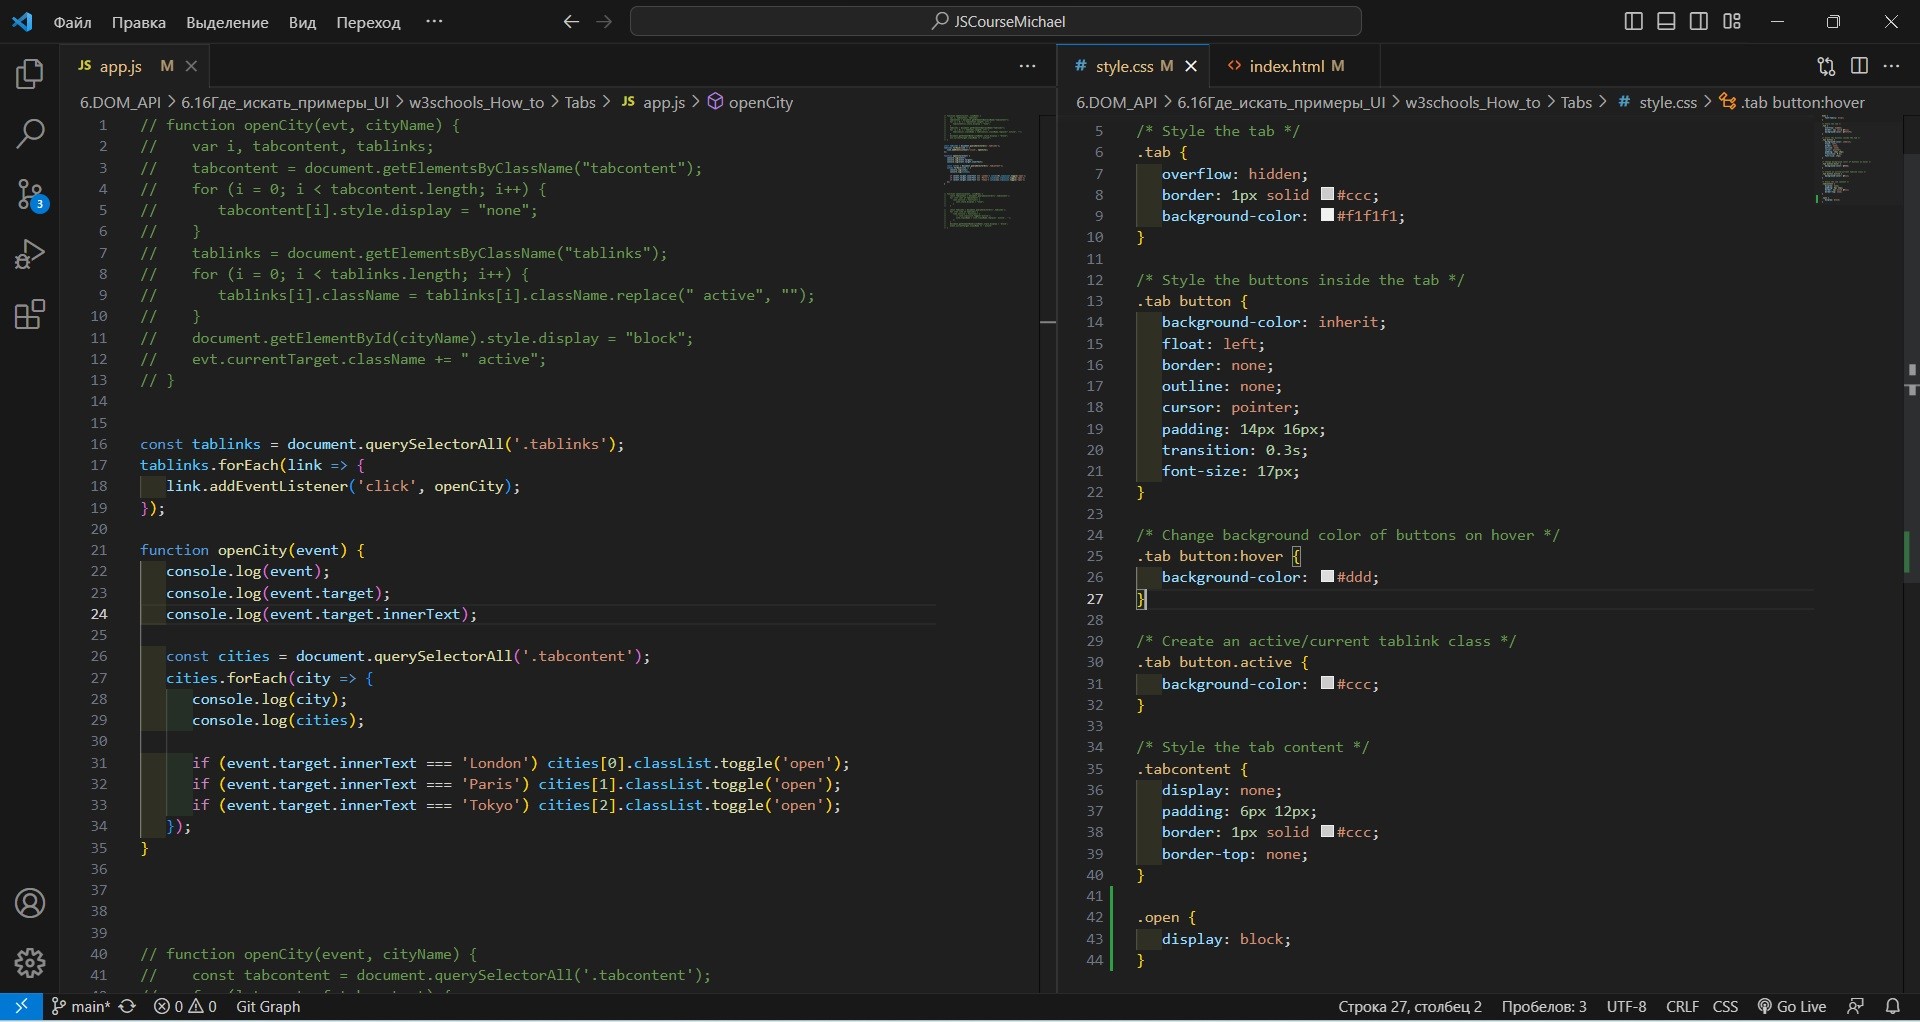 Файл Правка Выделение Вид Переход ··· JSCourseMichael
JS app.js M
6.DOM_API > 6.16Где_искать_примеры_UI > w3schools_How_to > Tabs > JS app.js > openCity
1 // function openCity(evt, cityName) {
2 //    var i, tabcontent, tablinks;
3 //    tabcontent = document.getElementsByClassName("tabcontent");
4 //    for (i = 0; i < tabcontent.length; i++) {
5 //       tabcontent[i].style.display = "none";
6 //    }
7 //    tablinks = document.getElementsByClassName("tablinks");
8 //    for (i = 0; i < tablinks.length; i++) {
9 //       tablinks[i].className = tablinks[i].className.replace(" active", "");
10 //    }
11 //    document.getElementById(cityName).style.display = "block";
12 //    evt.currentTarget.className += " active";
13 // }
14
15
16 const tablinks = document.querySelectorAll('.tablinks');
17 tablinks.forEach(link => {
18    link.addEventListener('click', openCity);
19 });
20
21 function openCity(event) {
22    console.log(event);
23    console.log(event.target);
24    console.log(event.target.innerText);
25
26    const cities = document.querySelectorAll('.tabcontent');
27    cities.forEach(city => {
28       console.log(city);
29       console.log(cities);
30
31       if (event.target.innerText === 'London') cities[0].classList.toggle('open');
32       if (event.target.innerText === 'Paris') cities[1].classList.toggle('open');
33       if (event.target.innerText === 'Tokyo') cities[2].classList.toggle('open');
34    });
35 }
36
37
38
39
40 // function openCity(event, cityName) {
41 //    const tabcontent = document.querySelectorAll('.tabcontent');
# style.css M <> index.html M
6.DOM_API > 6.16Где_искать_примеры_UI > w3schools_How_to > Tabs > # style.css > .tab button:hover
5 /* Style the tab */
6 .tab {
7    overflow: hidden;
8    border: 1px solid #ccc;
9    background-color: #f1f1f1;
10 }
11
12 /* Style the buttons inside the tab */
13 .tab button {
14    background-color: inherit;
15    float: left;
16    border: none;
17    outline: none;
18    cursor: pointer;
19    padding: 14px 16px;
20    transition: 0.3s;
21    font-size: 17px;
22 }
23
24 /* Change background color of buttons on hover */
25 .tab button:hover {
26    background-color: #ddd;
27 }
28
29 /* Create an active/current tablink class */
30 .tab button.active {
31    background-color: #ccc;
32 }
33
34 /* Style the tab content */
35 .tabcontent {
36    display: none;
37    padding: 6px 12px;
38    border: 1px solid #ccc;
39    border-top: none;
40 }
41
42 .open {
43    display: block;
44 }
3
main* 0 0 Git Graph Строка 27, столбец 2 Пробелов: 3 UTF-8 CRLF CSS Go Live